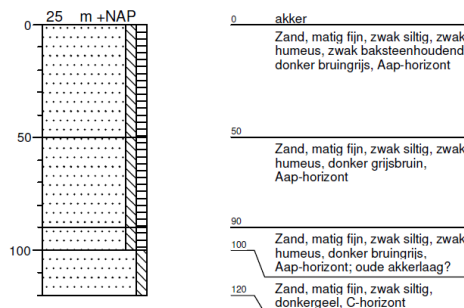 25 m +NAP
0
50
100
0 akker
Zand, matig fijn, zwak siltig, zwak
humeus, zwak baksteenhoudend
donker bruingrijs, Aap-horizont
50
Zand, matig fijn, zwak siltig, zwak
humeus, donker grijsbruin,
Aap-horizont
90
Zand, matig fijn, zwak siltig, zwak
100 humeus, donker bruingrijs,
Aap-horizont; oude akkerlaag?
120 Zand, matig fijn, zwak siltig,
donkergeel, C-horizont